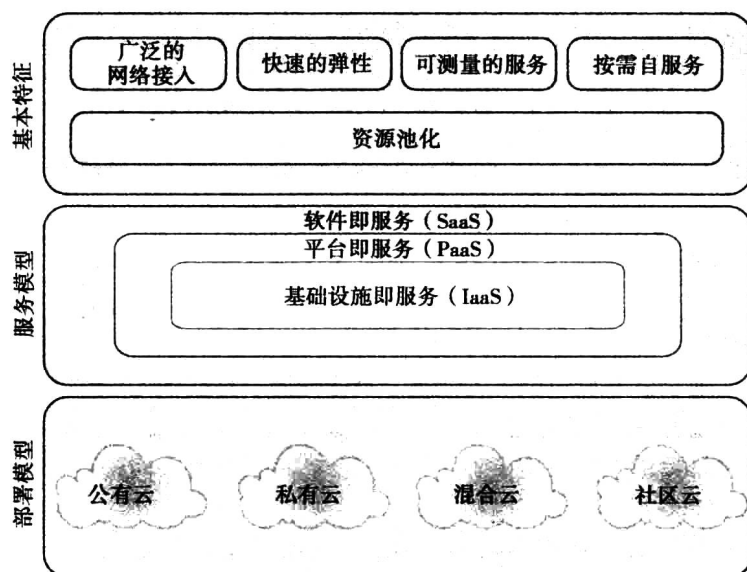 基本特征
广泛的
网络接入
快速的弹性
可测量的服务
按需自服务
资源池化
服务模型
软件即服务（SaaS）
平台即服务（PaaS）
基础设施即服务（IaaS）
部署模型
公有云
私有云
混合云
社区云